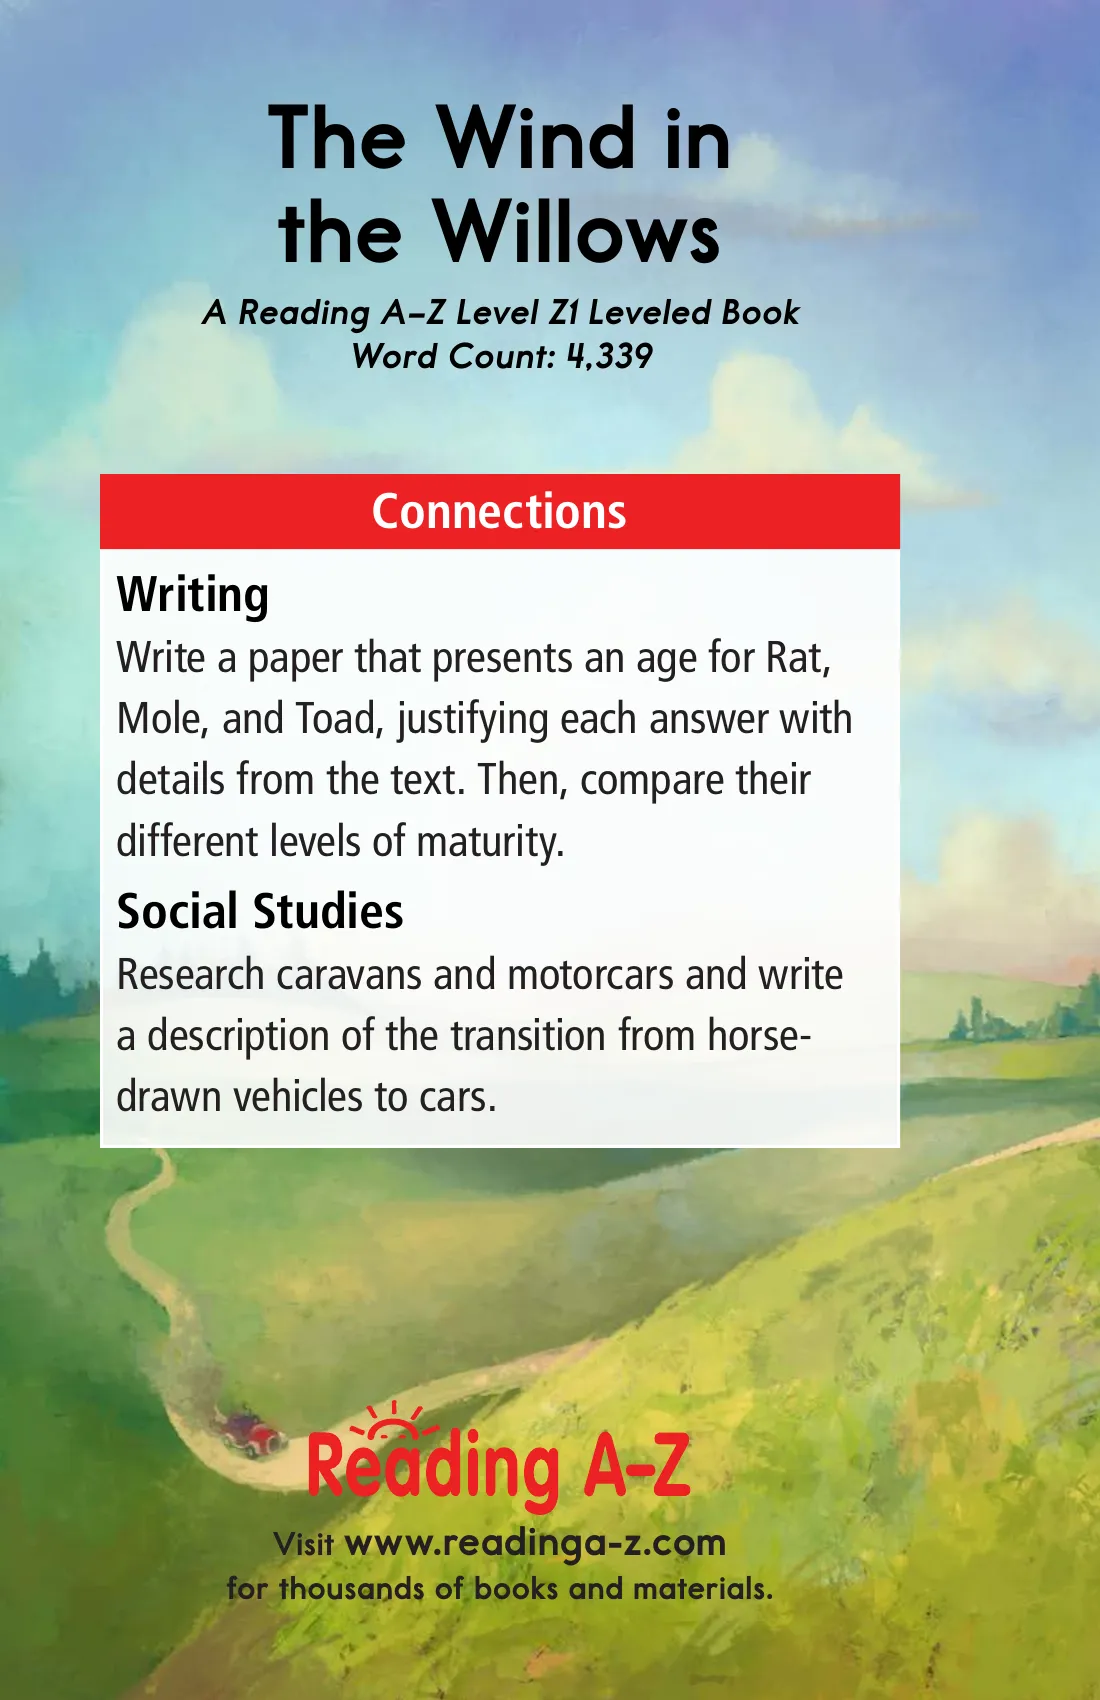 The Wind in
the Willows
A Reading A–Z Level Z1 Leveled Book
Word Count: 4,339
Connections
Writing
Write a paper that presents an age for Rat,
Mole, and Toad, justifying each answer with
details from the text. Then, compare their
different levels of maturity.
Social Studies
Research caravans and motorcars and write
a description of the transition from horse-
drawn vehicles to cars.
Reading A–Z
Visit www.readinga-z.com
for thousands of books and materials.